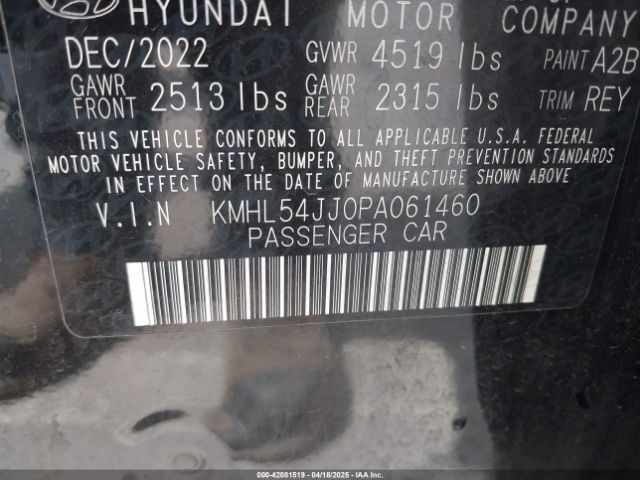 HYUNDAI MOTOR COMPANY
DEC/2022 GVWR 4519 lbs PAINT A2B
GAWR FRONT 2513 lbs GAWR REAR 2315 lbs TRIM REY
THIS VEHICLE CONFORMS TO ALL APPLICABLE U.S.A. FEDERAL
MOTOR VEHICLE SAFETY, BUMPER, AND THEFT PREVENTION STANDARDS
IN EFFECT ON THE DATE OF MANUFACTURE SHOWN ABOVE.
V.I.N KMHL54JJ0PA061460
PASSENGER CAR
000-42081519 - 04/18/2025 - IAAI.COM